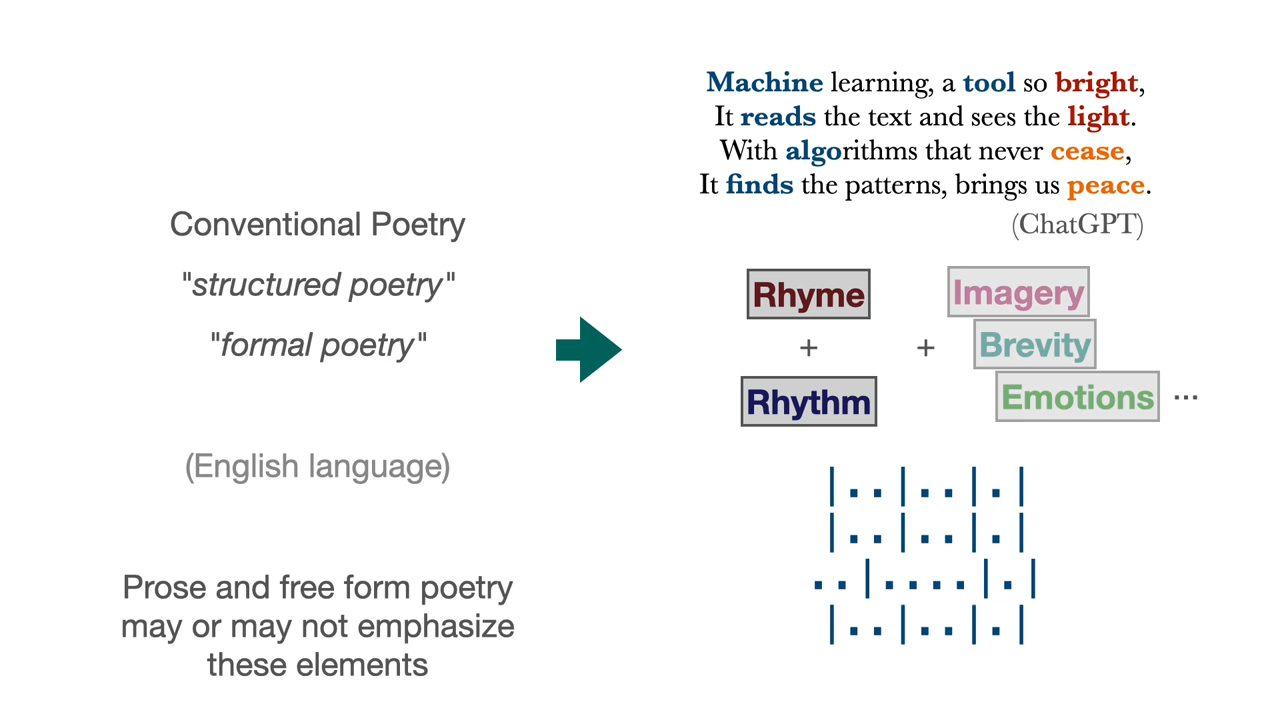 Conventional Poetry
"structured poetry"
"formal poetry"
(English language)
Prose and free form poetry
may or may not emphasize
these elements
Machine learning, a tool so bright,
It reads the text and sees the light.
With algorithms that never cease,
It finds the patterns, brings us peace.
(ChatGPT)
Rhyme
+
Rhythm
+
Imagery
Brevity
Emotions ...
|..|..|.|
|..|..|.|
..|....|.|
|..|..|.|